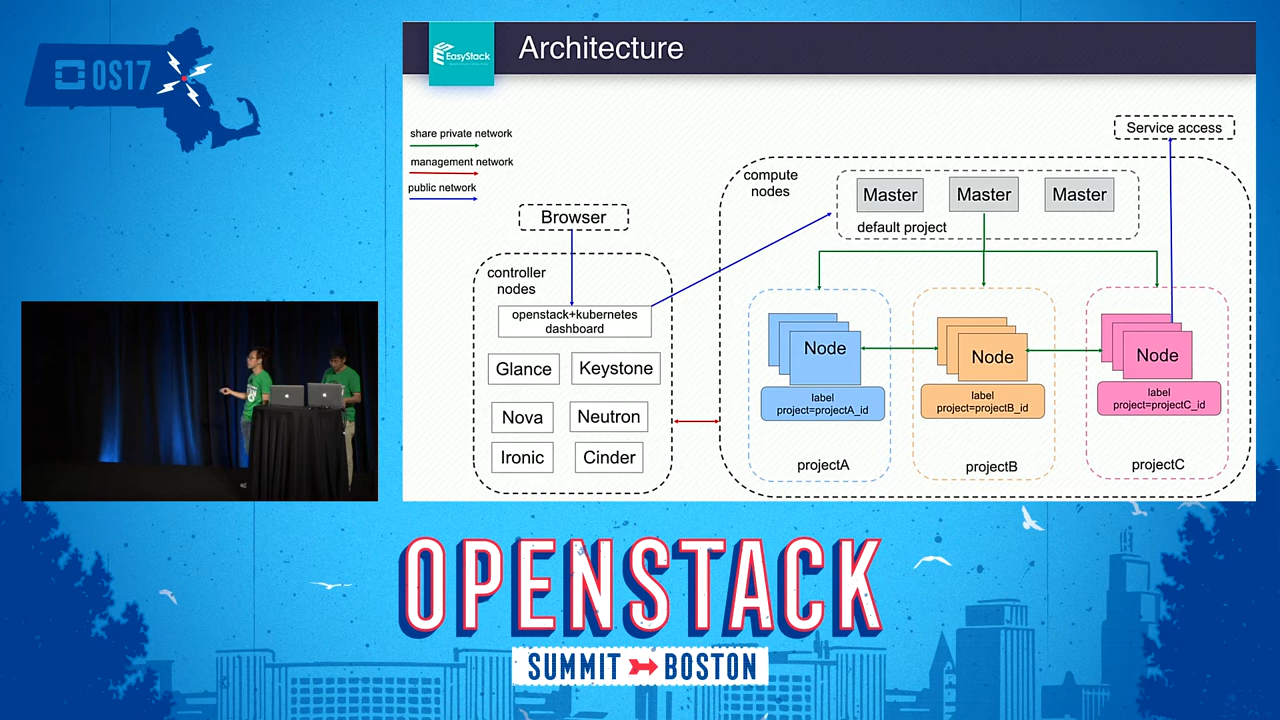 OS17
EasyStack
Architecture
share private network
management network
public network
Service access
compute
nodes
Master
Master
Master
default project
Browser
controller
nodes
openstack+kubernetes
dashboard
Glance
Keystone
Nova
Neutron
Ironic
Cinder
Node
label
project=projectA_id
projectA
Node
label
project=projectB_id
projectB
Node
label
project=projectC_id
projectC
OPENSTACK
SUMMIT BOSTON